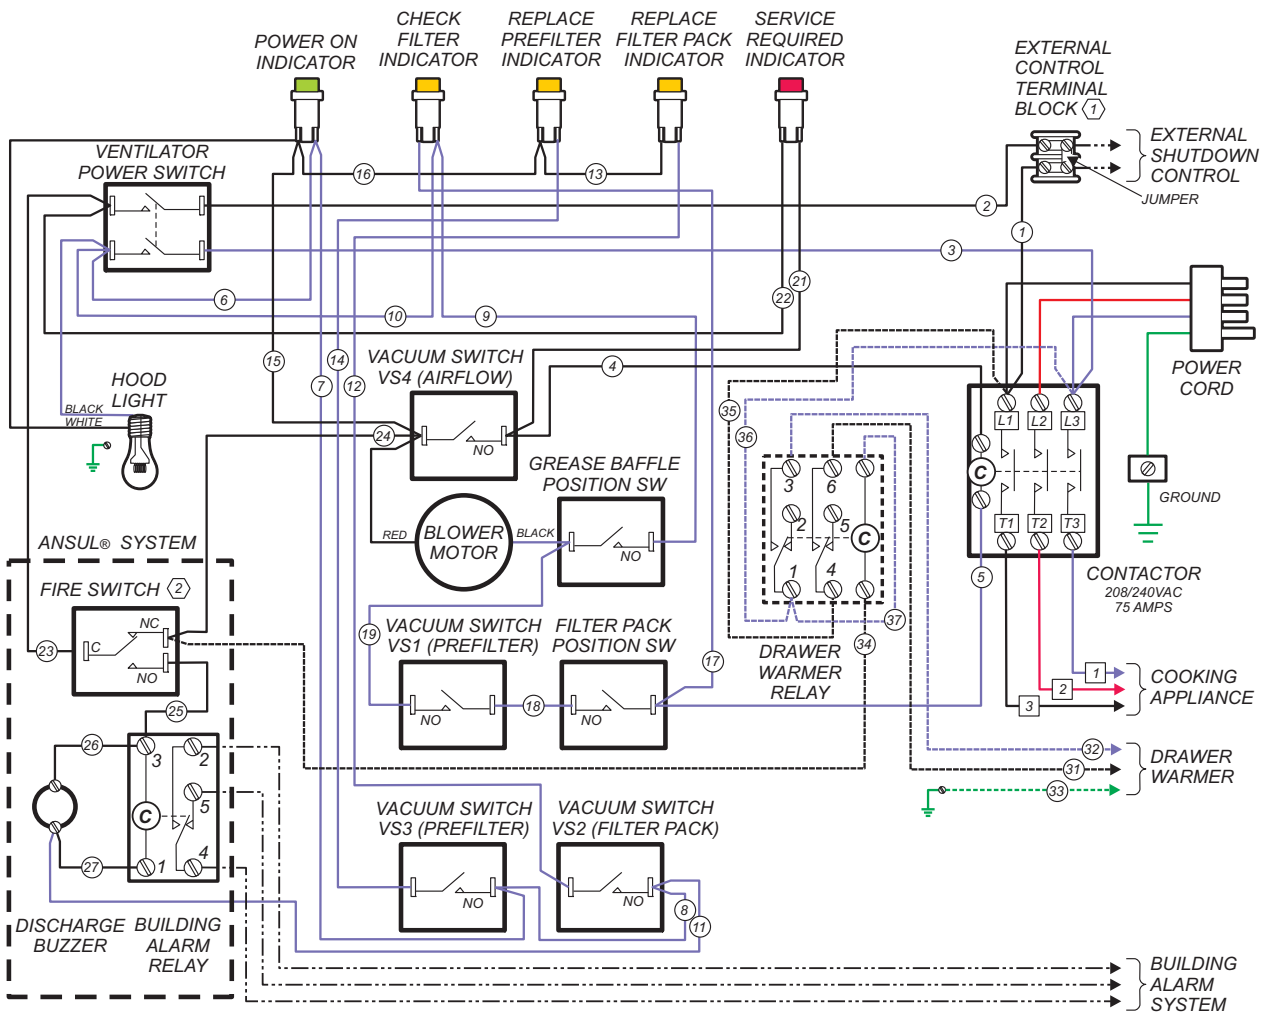 POWER ON
INDICATOR
CHECK
FILTER
INDICATOR
REPLACE
PREFILTER
INDICATOR
REPLACE
FILTER PACK
INDICATOR
SERVICE
REQUIRED
INDICATOR
EXTERNAL
CONTROL
TERMINAL
BLOCK 1
EXTERNAL
SHUTDOWN
CONTROL
JUMPER
VENTILATOR
POWER SWITCH
16
13
2
1
3
6
10
9
21
22
15
14
7
12
4
VACUUM SWITCH
VS4 (AIRFLOW)
NO
24
HOOD
LIGHT
BLACK
WHITE
POWER
CORD
GROUND
35
36
L1
L2
L3
C
T1
T2
T3
CONTACTOR
208/240VAC
75 AMPS
5
GREASE BAFFLE
POSITION SW
NO
RED
BLOWER
MOTOR
BLACK
3
6
2
5
C
1
4
37
34
DRAWER
WARMER
RELAY
ANSUL® SYSTEM
FIRE SWITCH 2
NC
C
NO
23
25
19
VACUUM SWITCH
VS1 (PREFILTER)
NO
18
FILTER PACK
POSITION SW
NO
17
1
2
3
COOKING
APPLIANCE
32
31
33
DRAWER
WARMER
26
27
3
2
5
C
1
4
DISCHARGE
BUZZER
BUILDING
ALARM
RELAY
VACUUM SWITCH
VS3 (PREFILTER)
NO
VACUUM SWITCH
VS2 (FILTER PACK)
NO
8
11
BUILDING
ALARM
SYSTEM